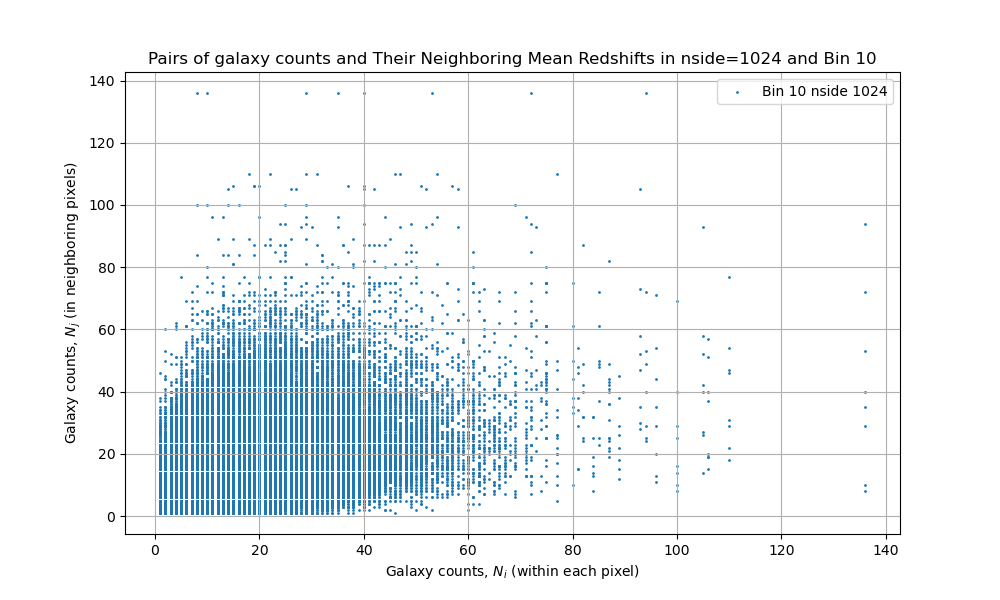 Pairs of galaxy counts and Their Neighboring Mean Redshifts in nside=1024 and Bin 10
Bin 10 nside 1024
Galaxy counts, N_j (in neighboring pixels)
140
120
100
80
60
40
20
0
0 20 40 60 80 100 120 140
Galaxy counts, N_i (within each pixel)